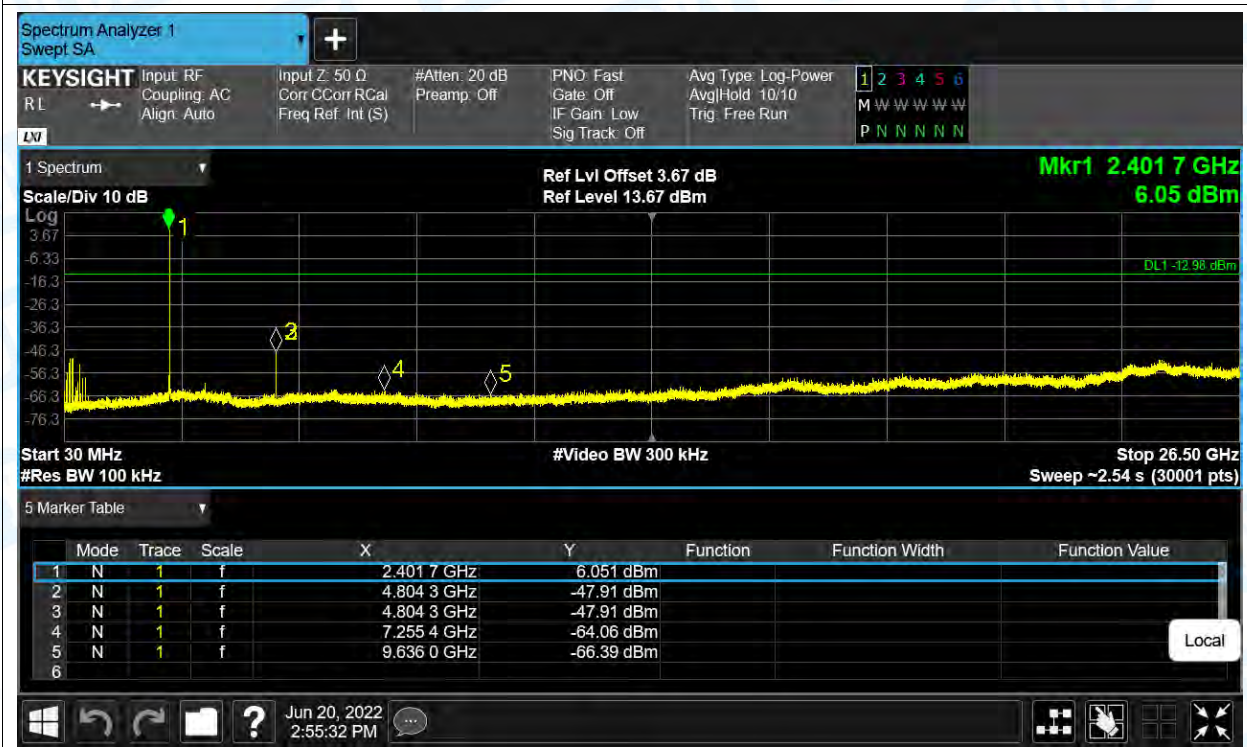 Spectrum Analyzer 1
Swept SA
+
KEYSIGHT Input: RF Input Z: 50 Ω #Atten: 20 dB PNO: Fast Avg Type: Log-Power 1 2 3 4 5 6
RL Coupling: AC Corr CCorr RCal Preamp: Off Gate: Off Avg|Hold: 10/10 M W W W W W
Align: Auto Freq Ref: Int (S) IF Gain: Low Trig: Free Run
LXI Sig Track: Off P N N N N N
1 Spectrum
Ref Lvl Offset 3.67 dB Mkr1 2.401 7 GHz
Scale/Div 10 dB Ref Level 13.67 dBm 6.05 dBm
Log
1
3.67
-6.33
DL1 -12.98 dBm
-16.3
-26.3
-36.3
3
-46.3
-56.3
4
5
-66.3
-76.3
Start 30 MHz #Video BW 300 kHz Stop 26.50 GHz
#Res BW 100 kHz Sweep ~2.54 s (30001 pts)
5 Marker Table
Mode Trace Scale X Y Function Function Width Function Value
1 N 1 f 2.401 7 GHz 6.051 dBm
2 N 1 f 4.804 3 GHz -47.91 dBm
3 N 1 f 4.804 3 GHz -47.91 dBm
4 N 1 f 7.255 4 GHz -64.06 dBm
5 N 1 f 9.636 0 GHz -66.39 dBm
6
Local
? Jun 20, 2022
2:55:32 PM